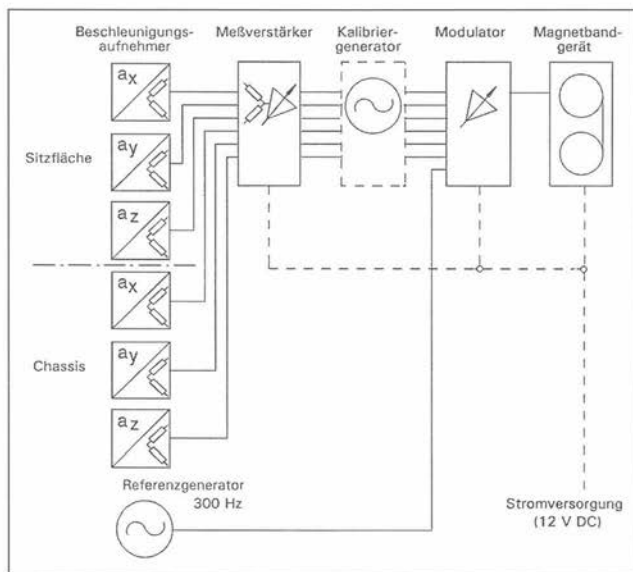 Beschleunigungs-
aufnehmer
Meßverstärker
Kalibrier-
generator
Modulator
Magnetband-
gerät
ax
ay
az
Sitzfläche
ax
ay
az
Chassis
Referenzgenerator
300 Hz
Stromversorgung
(12 V DC)